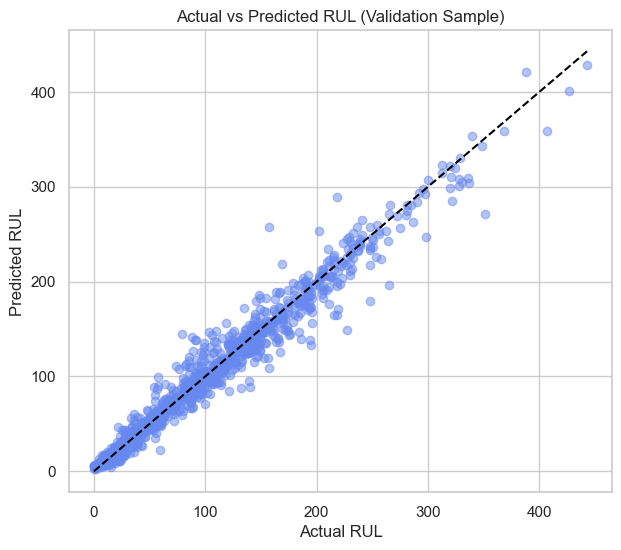 Actual vs Predicted RUL (Validation Sample)
Predicted RUL
400
300
200
100
0
0 100 200 300 400
Actual RUL